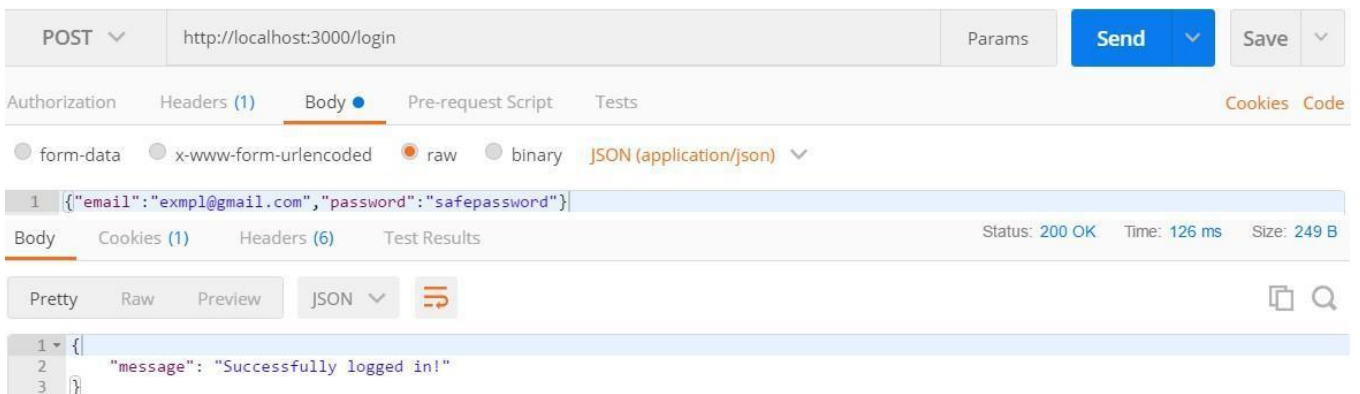 POST http://localhost:3000/login Params Send Save
Authorization Headers (1) Body Pre-request Script Tests Cookies Code
form-data x-www-form-urlencoded raw binary JSON (application/json)
1 {"email":"exmpl@gmail.com","password":"safepassword"}
Body Cookies (1) Headers (6) Test Results Status: 200 OK Time: 126 ms Size: 249 B
Pretty Raw Preview JSON
1 {
2 "message": "Successfully logged in!"
3 }